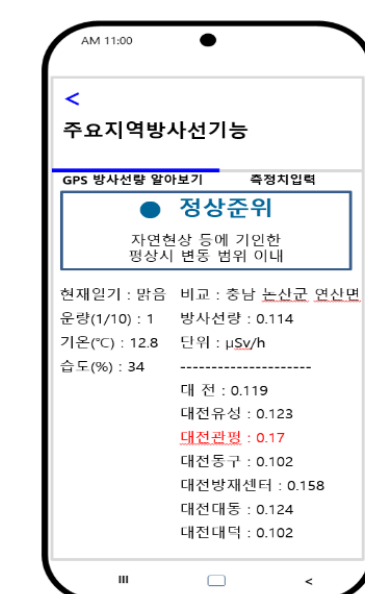 AM 11:00
<
주요지역방사선기능
GPS 방사선량 알아보기 측정치입력
정상준위
자연현상 등에 기인한
평상시 변동 범위 이내
현재일기 : 맑음
운량(1/10) : 1
기온(℃) : 12.8
습도(%) : 34
비교 : 충남 논산군 연산면
방사선량 : 0.114
단위 : μSv/h
---------------------
대 전 : 0.119
대전유성 : 0.123
대전관평 : 0.17
대전동구 : 0.102
대전방재센터 : 0.158
대전대동 : 0.124
대전대덕 : 0.102